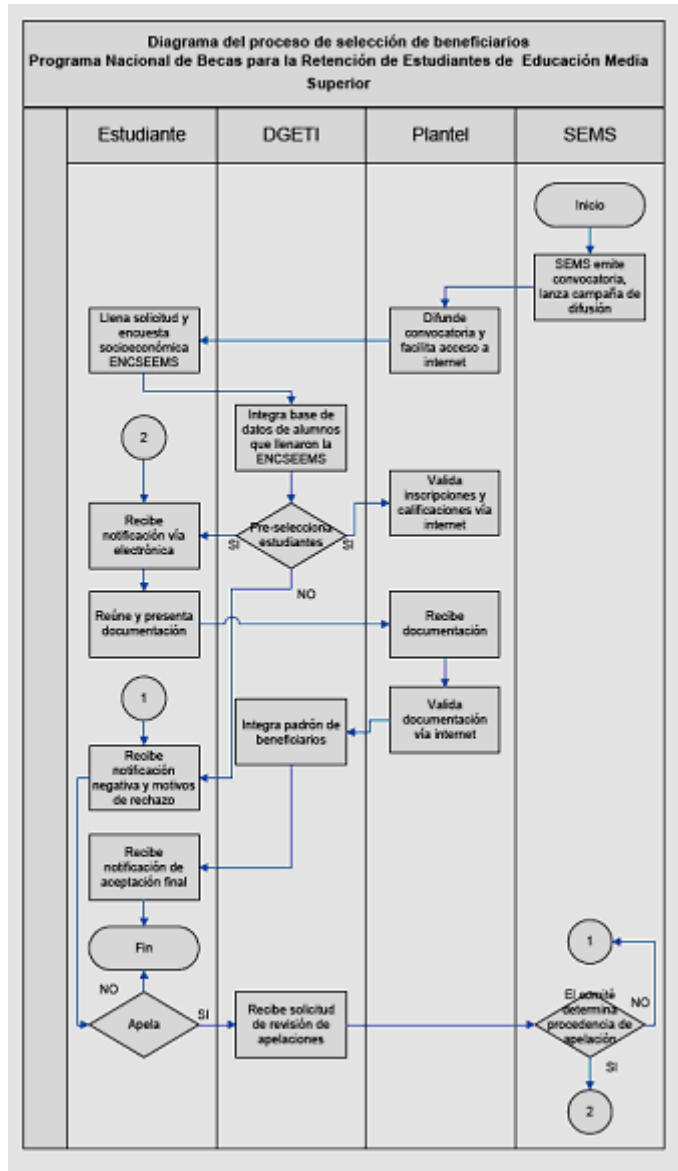 Diagrama del proceso de selección de beneficiarios
Programa Nacional de Becas para la Retención de Estudiantes de Educación Media
Superior
Estudiante
DGETI
Plantel
SEMS
Inicio
SEMS emite
convocatoria,
lanza campaña de
difusión
Difunde
convocatoria y
facilita acceso a
internet
Llena solicitud y
encuesta
socioeconómica
ENCSEEMS
Integra base de
datos de alumnos
que llenaron la
ENCSEEMS
2
Valida
inscripciones y
calificaciones vía
internet
Pre-selecciona
estudiantes
SI
SI
NO
Recibe
notificación vía
electrónica
Reúne y presenta
documentación
Recibe
documentación
1
Valida
documentación
vía internet
Integra padrón de
beneficiarios
Recibe
notificación
negativa y motivos
de rechazo
Recibe
notificación de
aceptación final
Fin
NO
Apela
SI
Recibe solicitud
de revisión de
apelaciones
1
El comité
determina
procedencia de
apelación
NO
SI
2